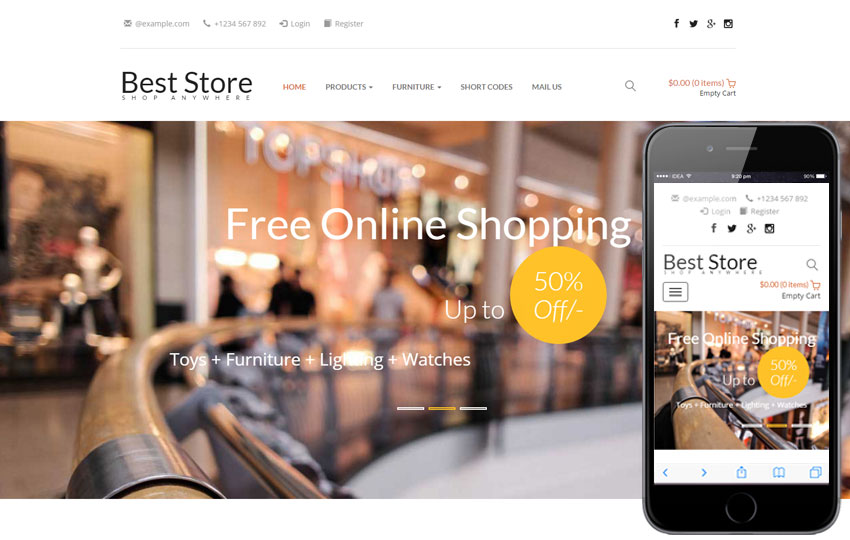 @example.com +1234 567 892 Login Register
Best Store
SHOP ANYWHERE
HOME PRODUCTS FURNITURE SHORT CODES MAIL US
$0.00 (0 items)
Empty Cart
TOPSHOP
Free Online Shopping
Up to
50%
Off/-
Toys + Furniture + Lighting + Watches
IDEA 9:20 pm 90%
@example.com +1234 567 892
Login Register
Best Store
SHOP ANYWHERE
$0.00 (0 items)
Empty Cart
Free Online Shopping
Up to
50%
Off/-
Toys + Furniture + Lighting + Watches